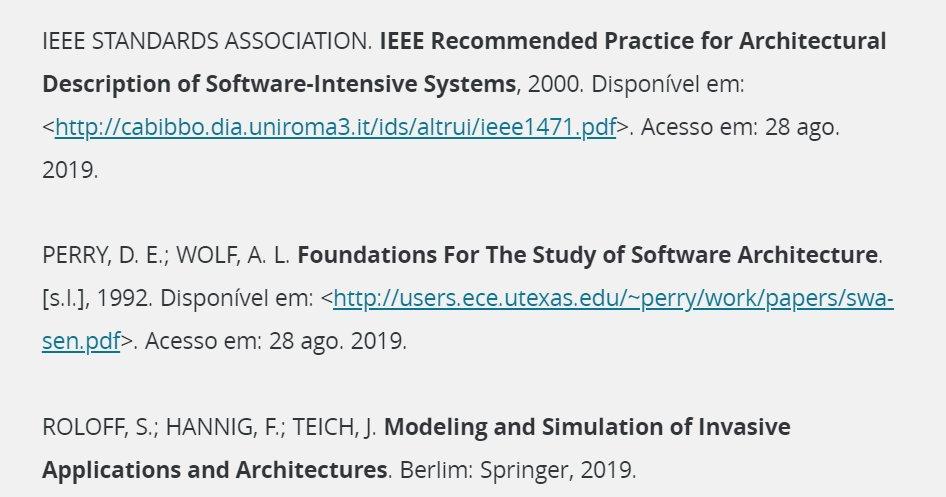 IEEE STANDARDS ASSOCIATION. IEEE Recommended Practice for Architectural
Description of Software-Intensive Systems, 2000. Disponível em:
<http://cabibbo.dia.uniroma3.it/ids/altrui/ieee1471.pdf>. Acesso em: 28 ago.
2019.
PERRY, D. E.; WOLF, A. L. Foundations For The Study of Software Architecture.
[s.l.], 1992. Disponível em: <http://users.ece.utexas.edu/~perry/work/papers/swa-
sen.pdf>. Acesso em: 28 ago. 2019.
ROLOFF, S.; HANNIG, F.; TEICH, J. Modeling and Simulation of Invasive
Applications and Architectures. Berlim: Springer, 2019.